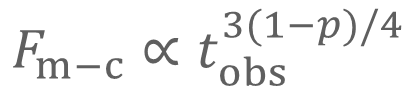 F_{m−c} ∝ t_{obs}^{3(1−p)/4}